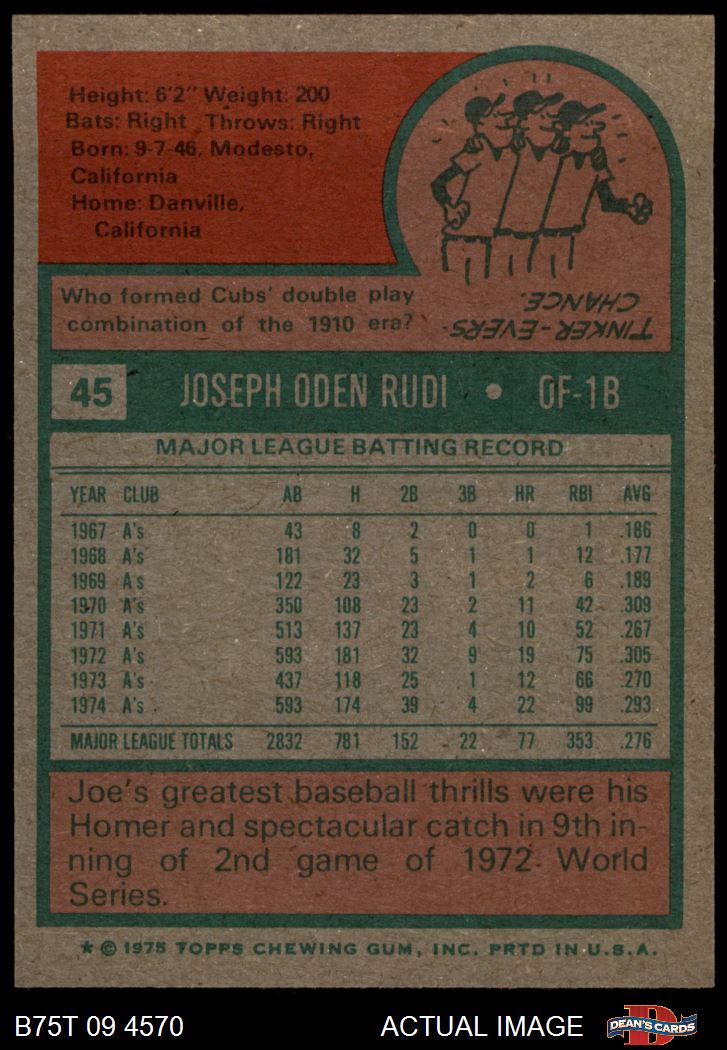 Height: 6'2" Weight: 200
Bats: Right Throws: Right
Born: 9-7-46, Modesto,
California
Home: Danville,
California
Who formed Cubs' double play
combination of the 1910 era?
TINKER-EVERS-
CHANCE.
45 JOSEPH ODEN RUDI • OF-1B
MAJOR LEAGUE BATTING RECORD
YEAR CLUB AB H 2B 3B HR RBI AVG
1967 A's 43 8 2 0 0 1 .186
1968 A's 181 32 5 1 1 12 .177
1969 A's 122 23 3 1 2 6 .189
1970 A's 350 108 23 2 11 42 .309
1971 A's 513 137 23 4 10 52 .267
1972 A's 593 181 32 9 19 75 .305
1973 A's 437 118 25 1 12 66 .270
1974 A's 593 174 39 4 22 99 .293
MAJOR LEAGUE TOTALS 2832 781 152 22 77 353 .276
Joe's greatest baseball thrills were his
Homer and spectacular catch in 9th in-
ning of 2nd game of 1972 World
Series.
* © 1975 TOPPS CHEWING GUM, INC. PRTD IN U.S.A.
B75T 09 4570 ACTUAL IMAGE D DEAN'S CARDS